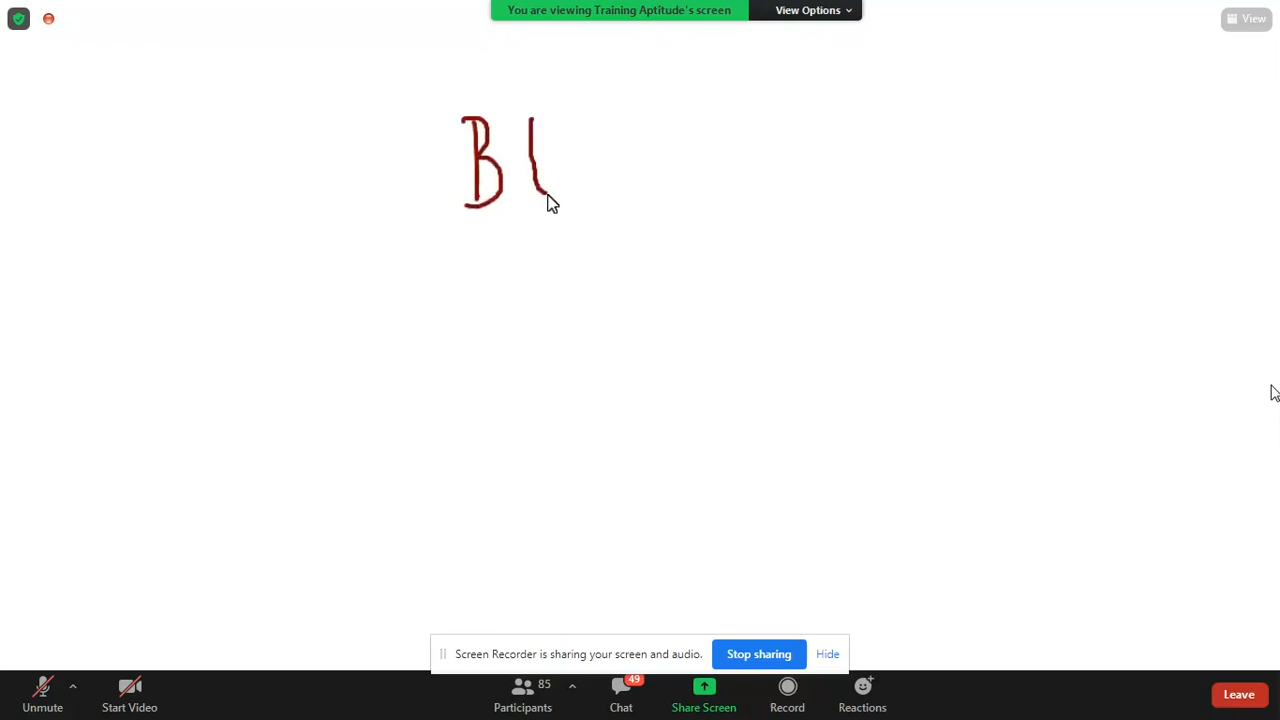 You are viewing Training Aptitude's screen
View Options
View
B
Screen Recorder is sharing your screen and audio.
Stop sharing
Hide
Unmute
Start Video
85
Participants
49
Chat
Share Screen
Record
Reactions
Leave